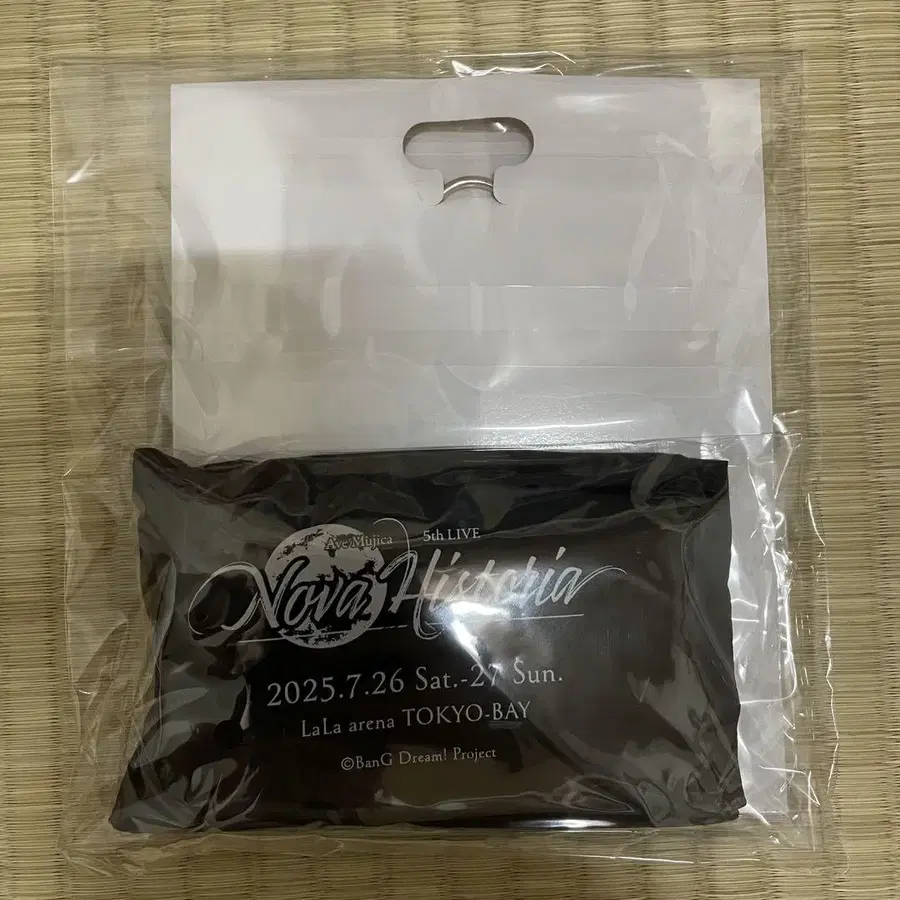 Ave Mujica 5th LIVE
Nova Historia
2025.7.26 Sat.-27 Sun.
LaLa arena TOKYO-BAY
©BanG Dream! Project